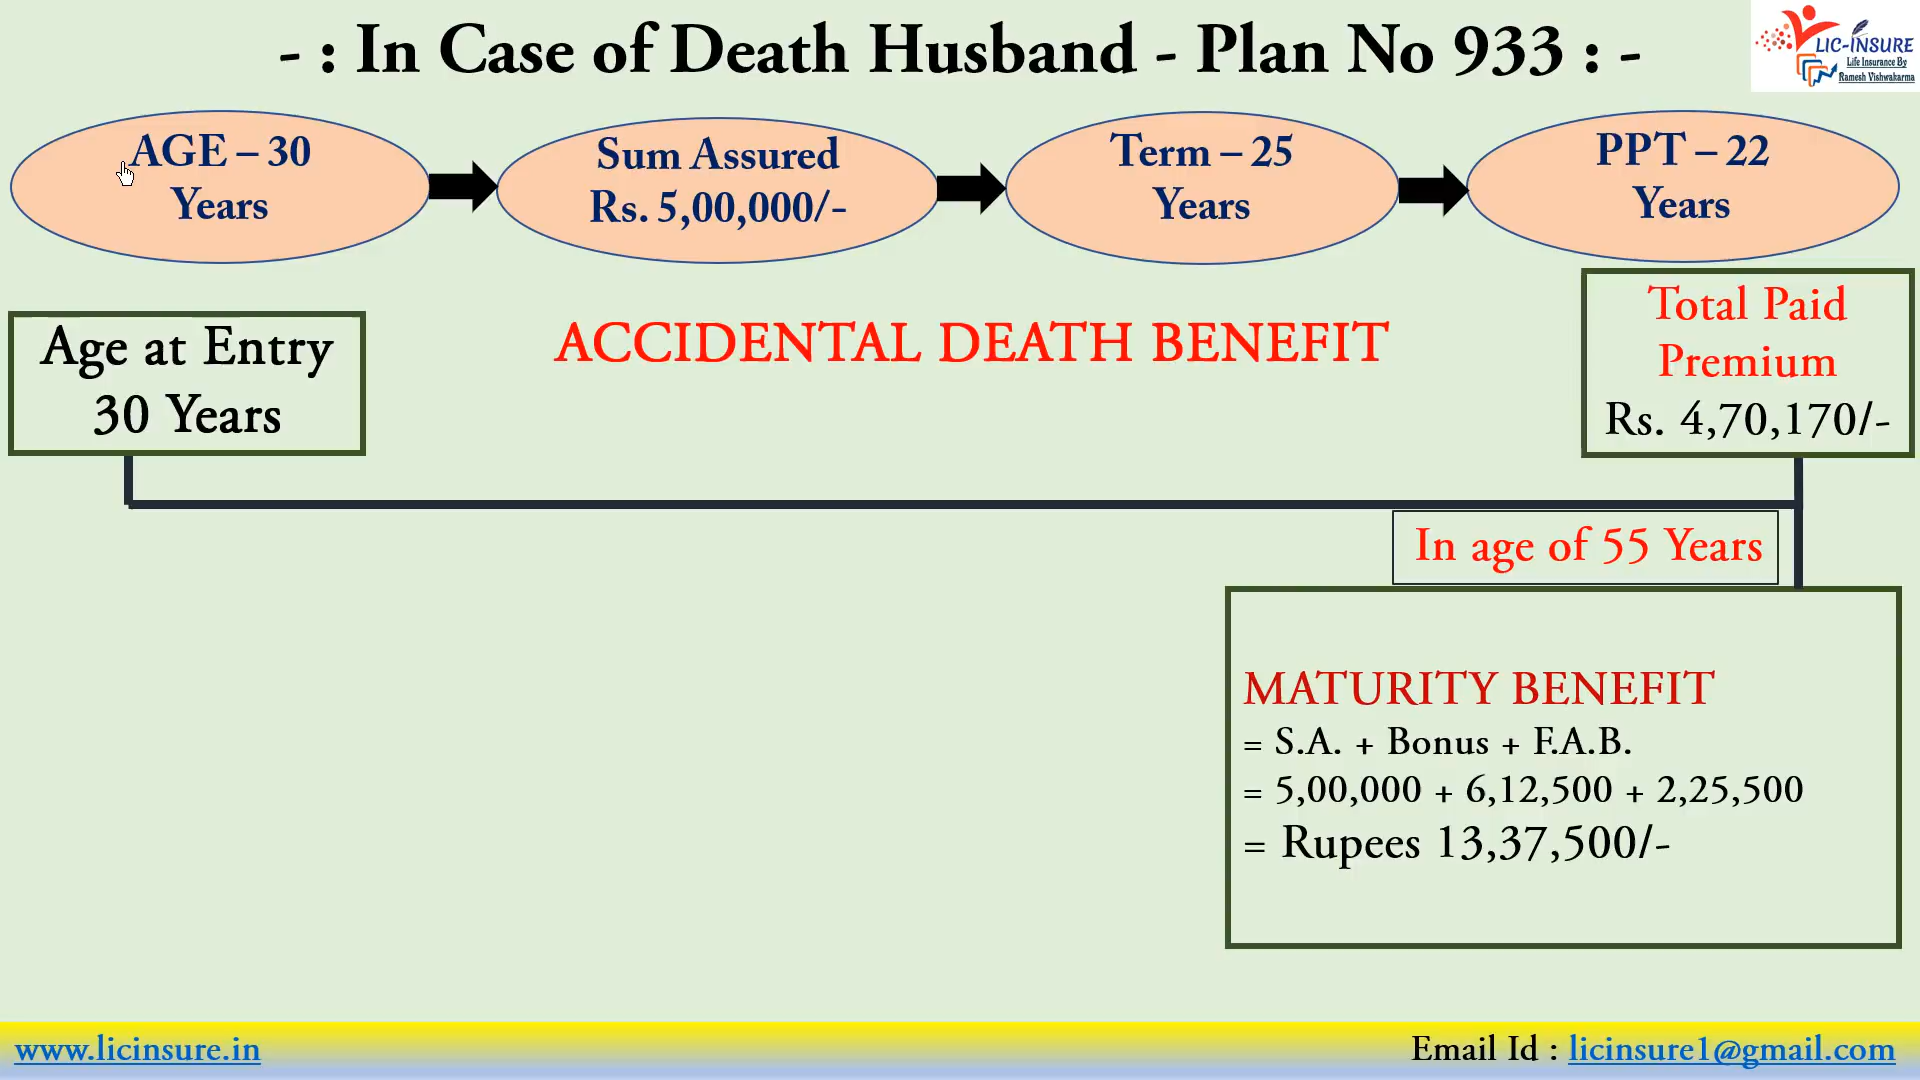 - : In Case of Death Husband - Plan No 933 : -
LIC-INSURE
Life Insurance By
Ramesh Vishwakarma
AGE – 30
Years
Sum Assured
Rs. 5,00,000/-
Term – 25
Years
PPT – 22
Years
Age at Entry
30 Years
ACCIDENTAL DEATH BENEFIT
Total Paid
Premium
Rs. 4,70,170/-
In age of 55 Years
MATURITY BENEFIT
= S.A. + Bonus + F.A.B.
= 5,00,000 + 6,12,500 + 2,25,500
= Rupees 13,37,500/-
www.licinsure.in
Email Id : licinsure1@gmail.com